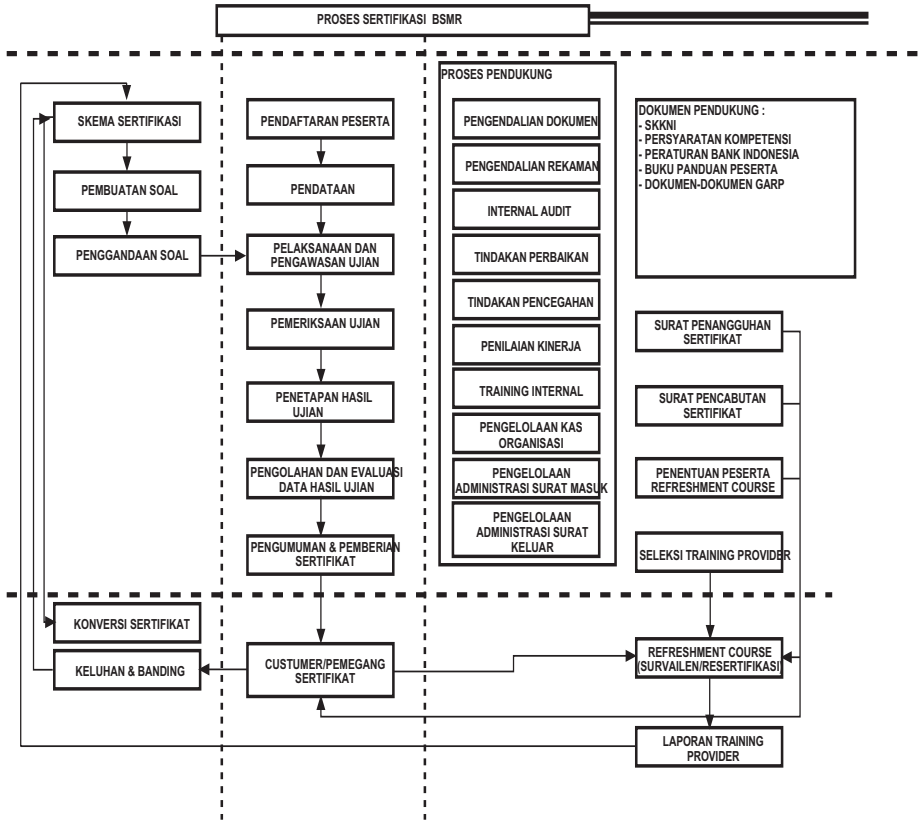 PROSES SERTIFIKASI BSMR
SKEMA SERTIFIKASI
PEMBUATAN SOAL
PENGGANDAAN SOAL
PENDAFTARAN PESERTA
PENDATAAN
PELAKSANAAN DAN
PENGAWASAN UJIAN
PEMERIKSAAN UJIAN
PENETAPAN HASIL
UJIAN
PENGOLAHAN DAN EVALUASI
DATA HASIL UJIAN
PENGUMUMAN & PEMBERIAN
SERTIFIKAT
PROSES PENDUKUNG
PENGENDALIAN DOKUMEN
PENGENDALIAN REKAMAN
INTERNAL AUDIT
TINDAKAN PERBAIKAN
TINDAKAN PENCEGAHAN
PENILAIAN KINERJA
TRAINING INTERNAL
PENGELOLAAN KAS
ORGANISASI
PENGELOLAAN
ADMINISTRASI SURAT MASUK
PENGELOLAAN
ADMINISTRASI SURAT
KELUAR
DOKUMEN PENDUKUNG :
- SKKNI
- PERSYARATAN KOMPETENSI
- PERATURAN BANK INDONESIA
- BUKU PANDUAN PESERTA
- DOKUMEN-DOKUMEN GARP
SURAT PENANGGUHAN
SERTIFIKAT
SURAT PENCABUTAN
SERTIFIKAT
PENENTUAN PESERTA
REFRESHMENT COURSE
SELEKSI TRAINING PROVIDER
KONVERSI SERTIFIKAT
KELUHAN & BANDING
CUSTUMER/PEMEGANG
SERTIFIKAT
REFRESHMENT COURSE
(SURVAILEN/RESERTIFIKASI)
LAPORAN TRAINING
PROVIDER